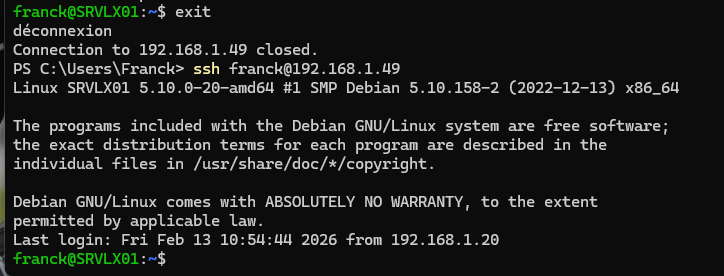 franck@SRVLX01:~$ exit
déconnexion
Connection to 192.168.1.49 closed.
PS C:\Users\Franck> ssh franck@192.168.1.49
Linux SRVLX01 5.10.0-20-amd64 #1 SMP Debian 5.10.158-2 (2022-12-13) x86_64

The programs included with the Debian GNU/Linux system are free software;
the exact distribution terms for each program are described in the
individual files in /usr/share/doc/*/copyright.

Debian GNU/Linux comes with ABSOLUTELY NO WARRANTY, to the extent
permitted by applicable law.
Last login: Fri Feb 13 10:54:44 2026 from 192.168.1.20
franck@SRVLX01:~$